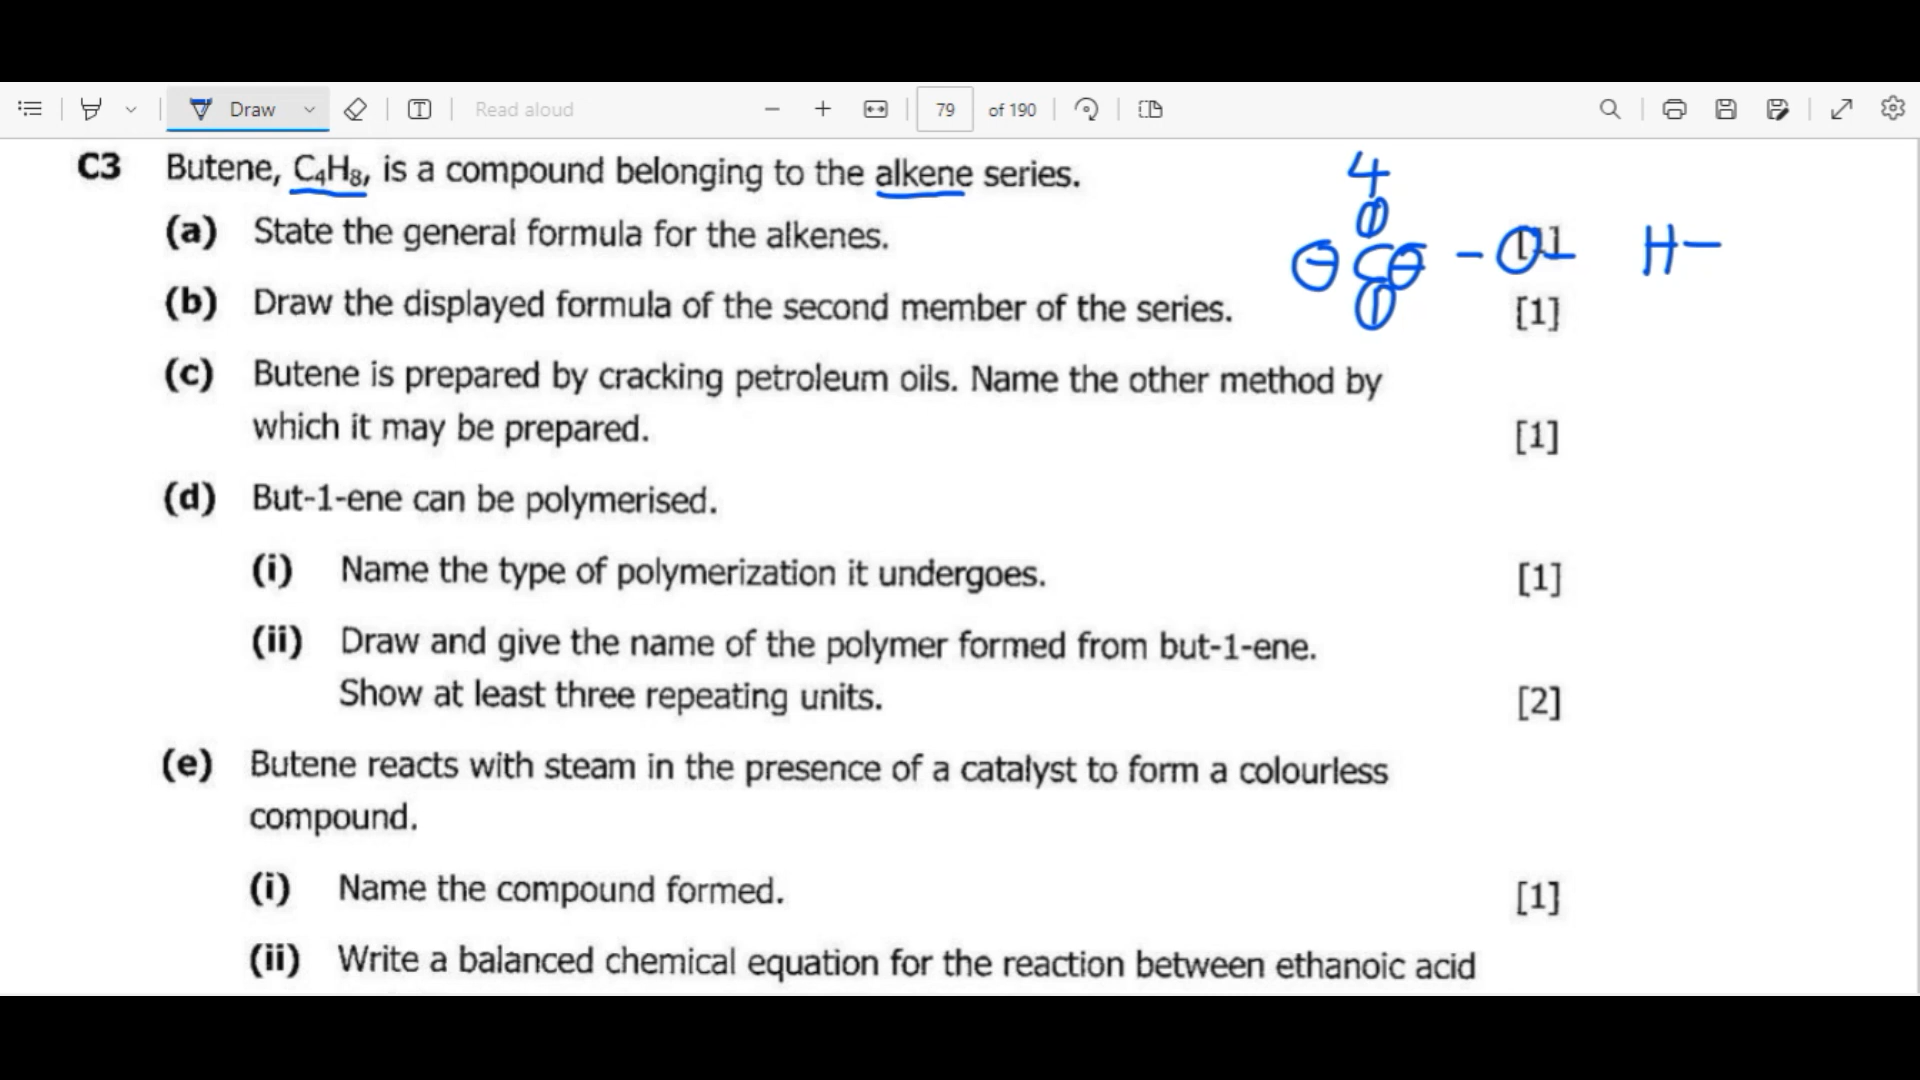 Draw
Read aloud
79 of 190
C3 Butene, C₄H₈, is a compound belonging to the alkene series.
4
(a) State the general formula for the alkenes.
C - O - H -
(b) Draw the displayed formula of the second member of the series. [1]
(c) Butene is prepared by cracking petroleum oils. Name the other method by
which it may be prepared. [1]
(d) But-1-ene can be polymerised.
(i) Name the type of polymerization it undergoes. [1]
(ii) Draw and give the name of the polymer formed from but-1-ene.
Show at least three repeating units. [2]
(e) Butene reacts with steam in the presence of a catalyst to form a colourless
compound.
(i) Name the compound formed. [1]
(ii) Write a balanced chemical equation for the reaction between ethanoic acid